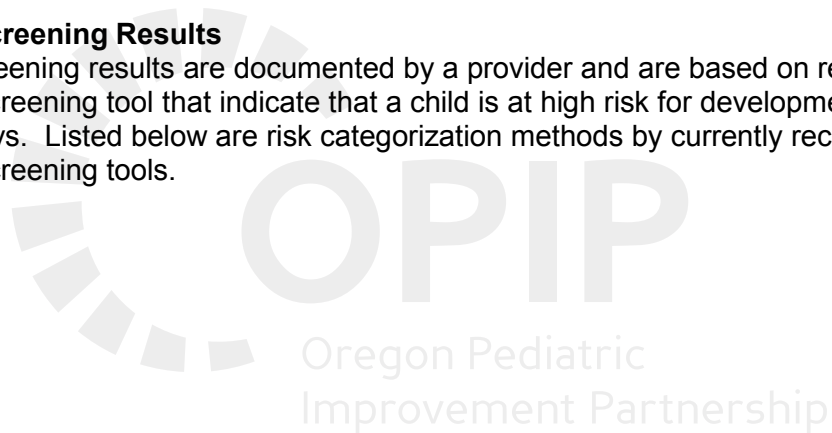 creening Results
eening results are documented by a provider and are based on re
creening tool that indicate that a child is at high risk for developme
ys.  Listed below are risk categorization methods by currently rec
creening tools.
OPIP
Oregon Pediatric
Improvement Partnership